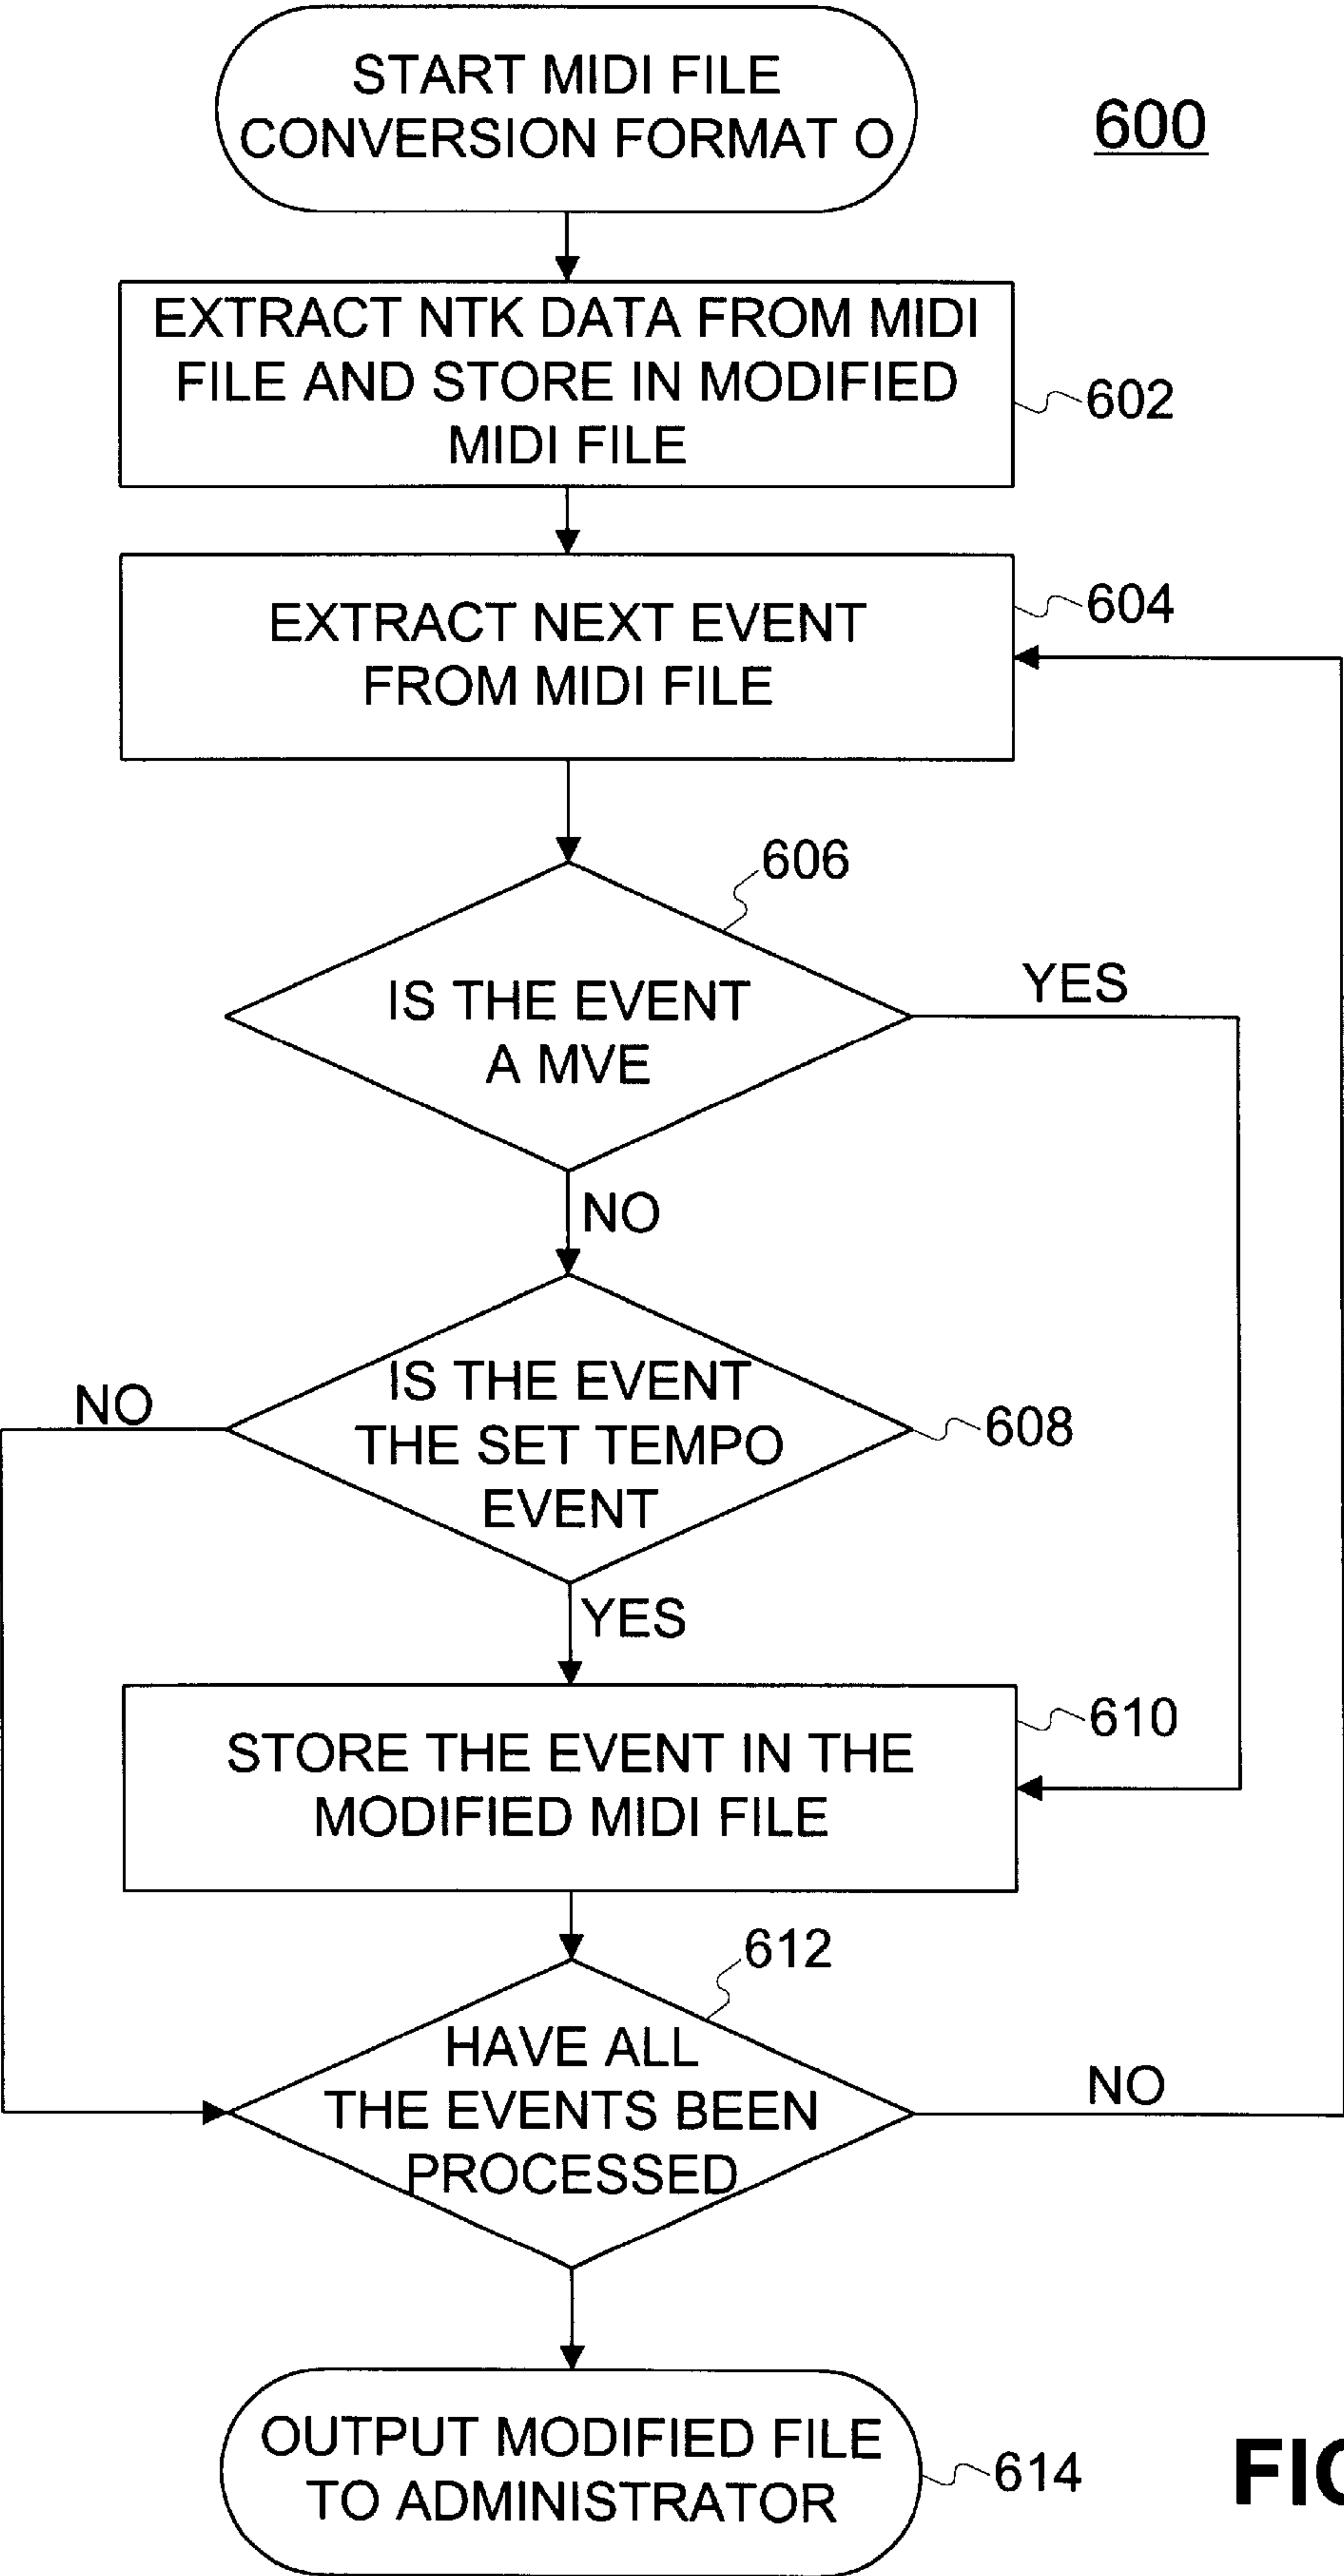 START MIDI FILE
CONVERSION FORMAT O
600
EXTRACT NTK DATA FROM MIDI
FILE AND STORE IN MODIFIED
MIDI FILE
602
EXTRACT NEXT EVENT
FROM MIDI FILE
604
606
IS THE EVENT
A MVE
YES
NO
IS THE EVENT
THE SET TEMPO
EVENT
NO
608
YES
STORE THE EVENT IN THE
MODIFIED MIDI FILE
610
612
HAVE ALL
THE EVENTS BEEN
PROCESSED
NO
OUTPUT MODIFIED FILE
TO ADMINISTRATOR
614